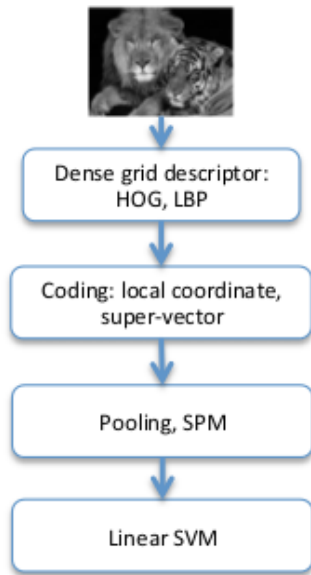 Dense grid descriptor:
HOG, LBP
Coding: local coordinate,
super-vector
Pooling, SPM
Linear SVM